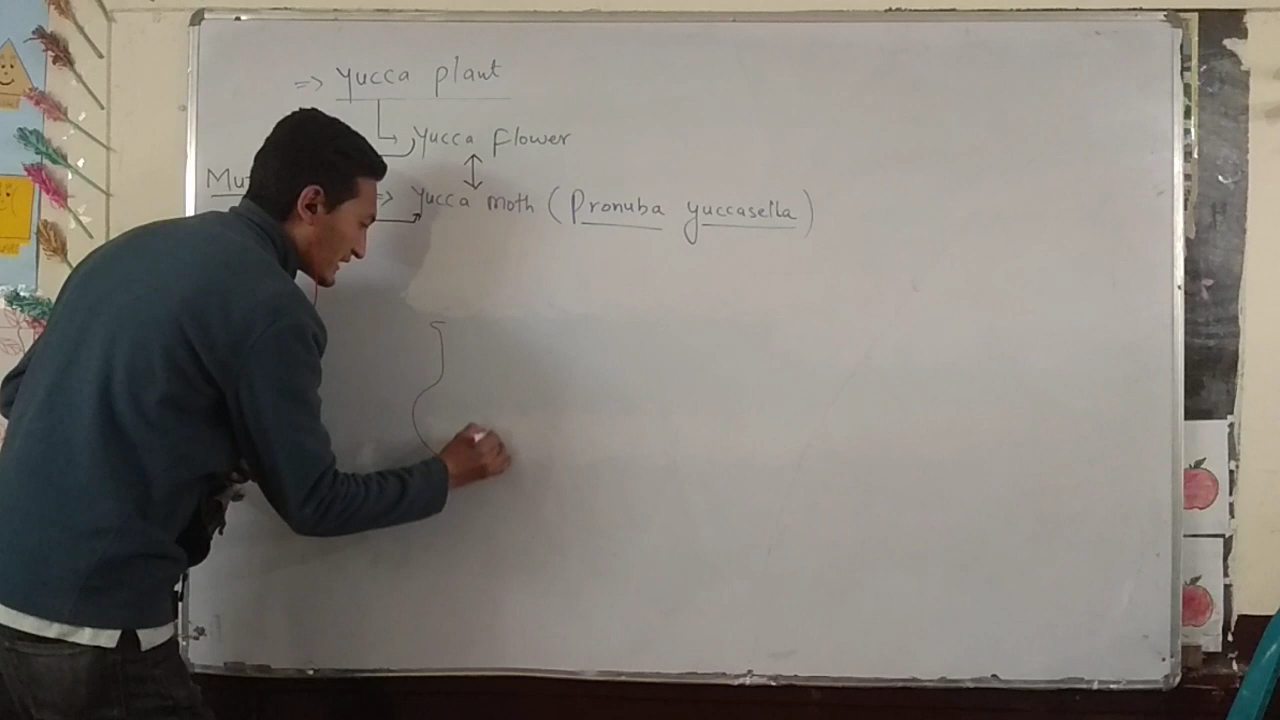 => Yucca plant
Yucca Flower
Mu
=> Yucca moth (Pronuba yuccasella)